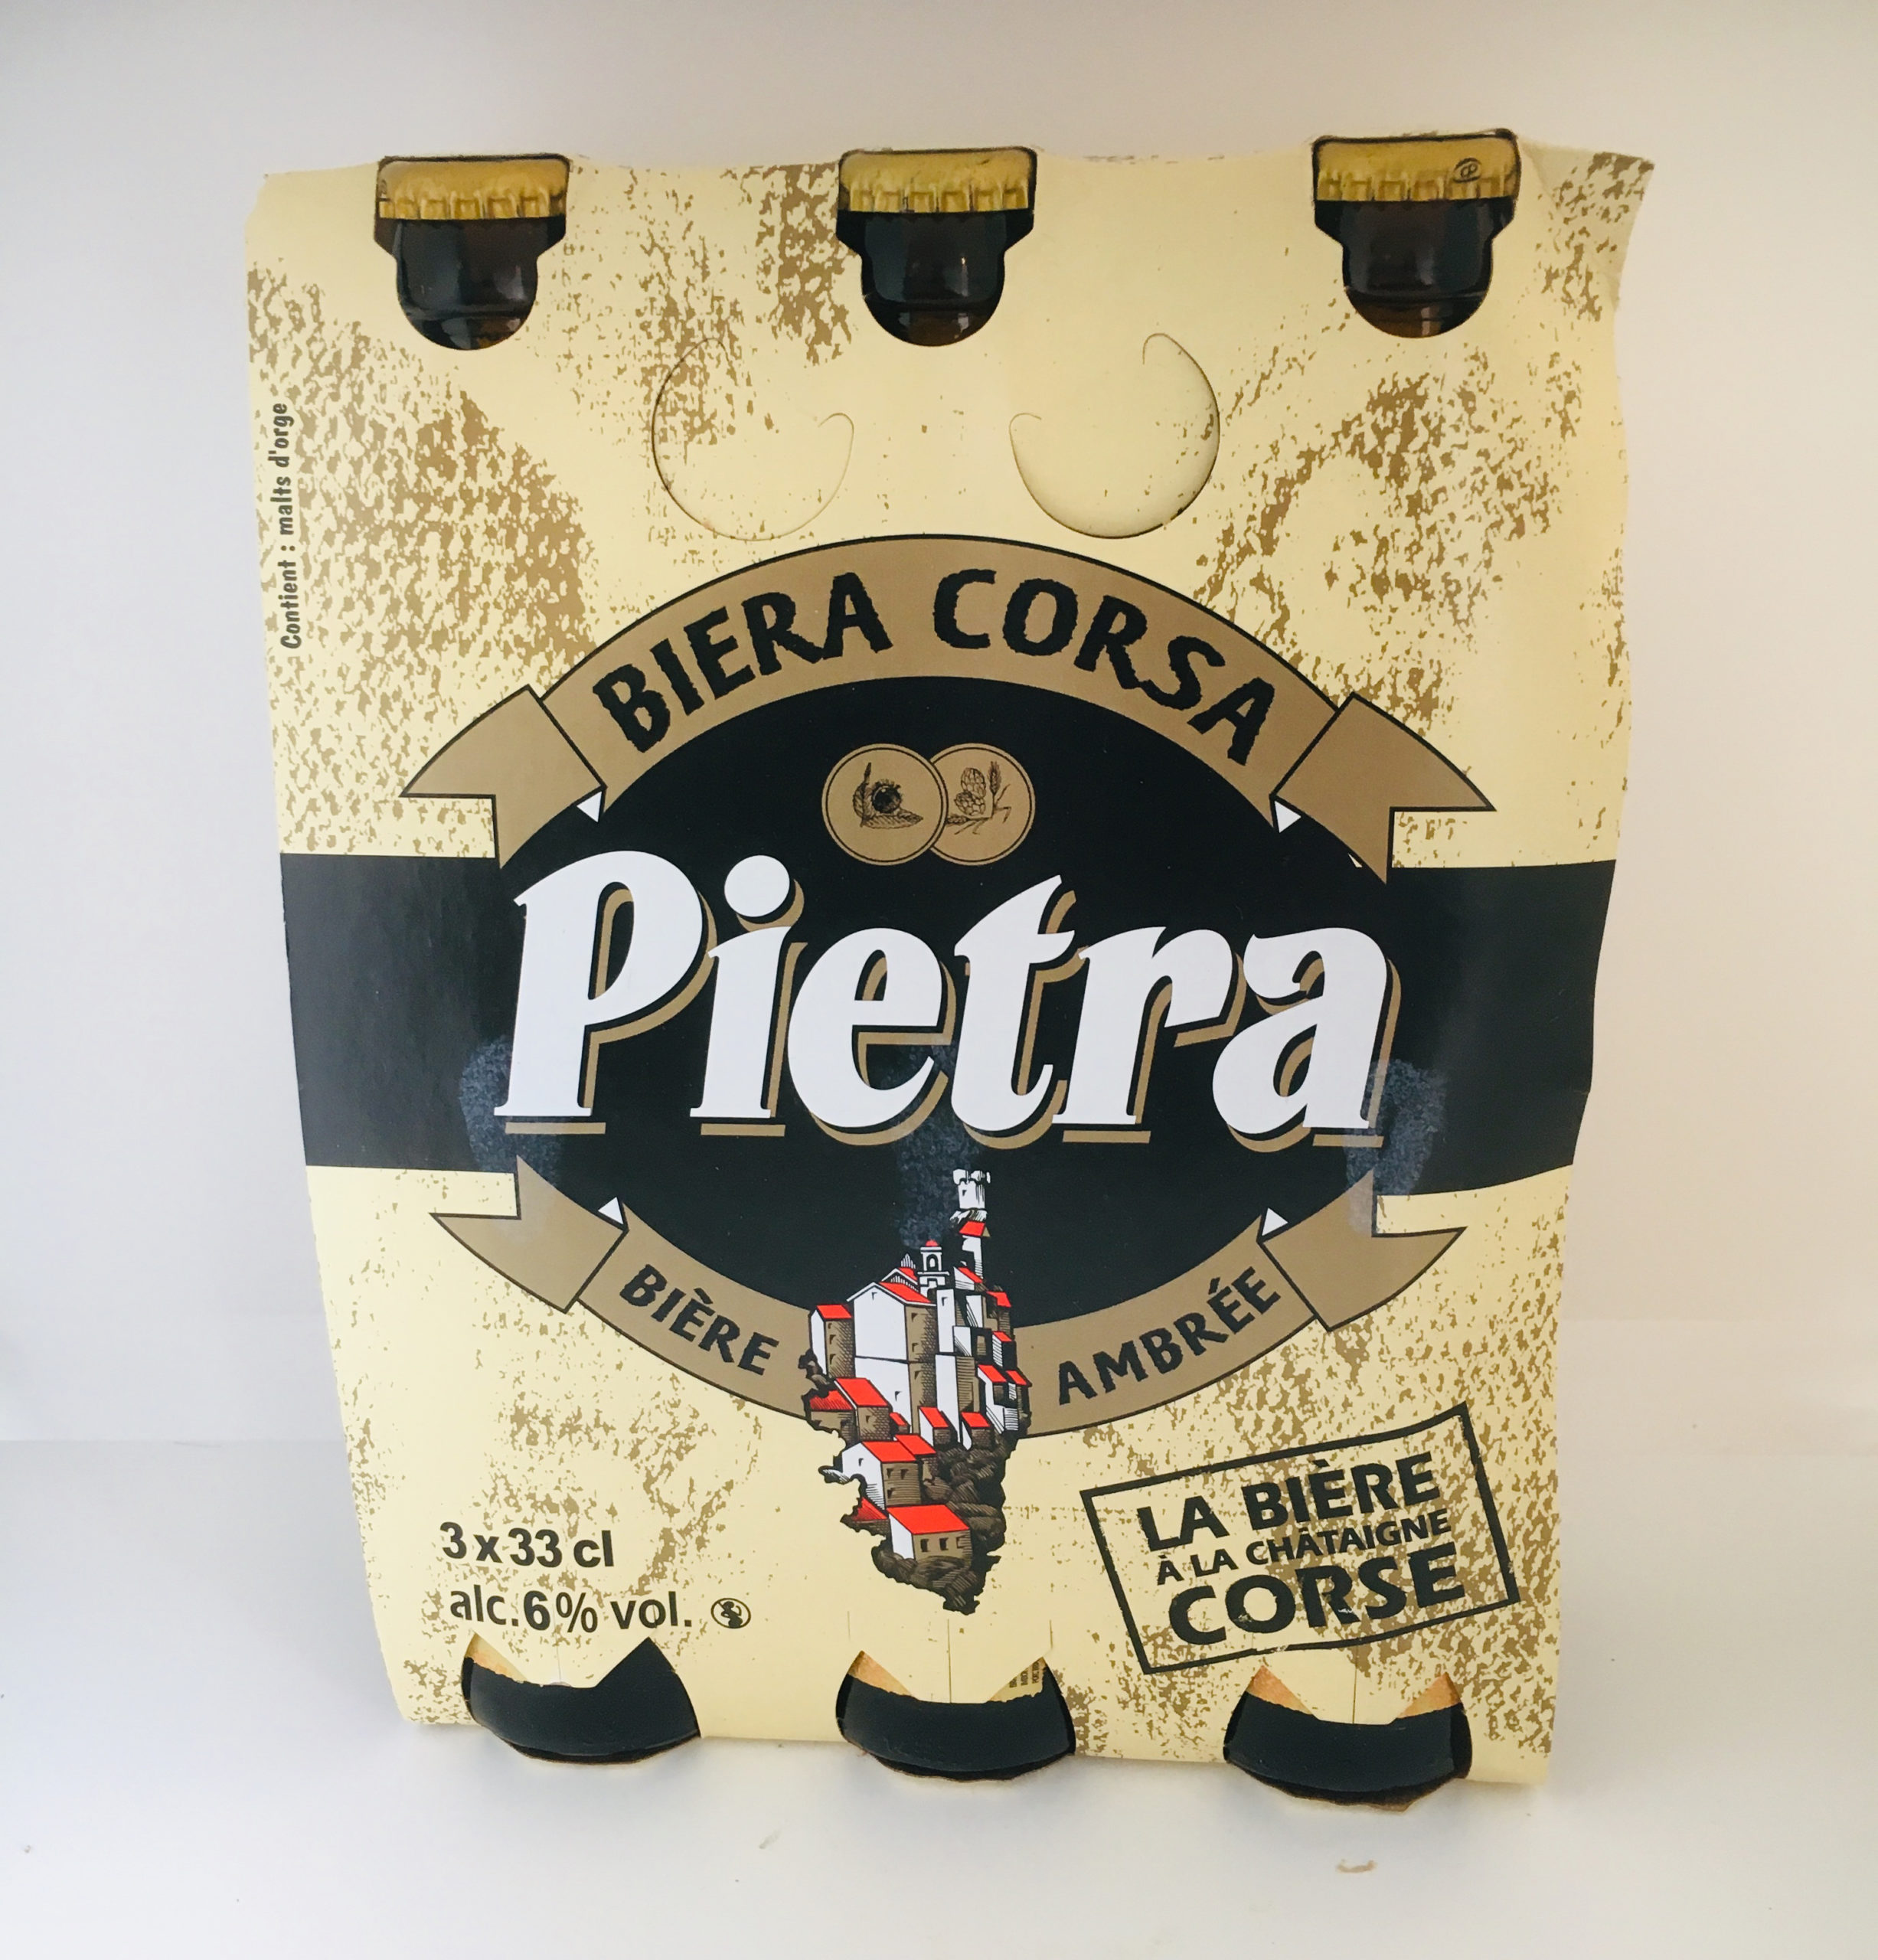 Contient : malts d'orge
BIERA CORSA
Pietra
BIÈRE AMBRÉE
3 x 33 cl
alc.6% vol.
LA BIÈRE
À LA CHÂTAIGNE
CORSE